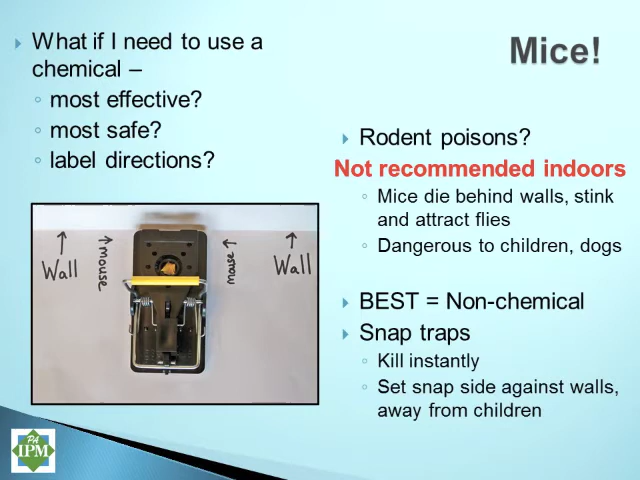 Mice!
What if I need to use a
chemical –
most effective?
most safe?
label directions?
Wall
mouse
mouse
Wall
Rodent poisons?
Not recommended indoors
Mice die behind walls, stink
and attract flies
Dangerous to children, dogs
BEST = Non-chemical
Snap traps
Kill instantly
Set snap side against walls,
away from children
PA
IPM